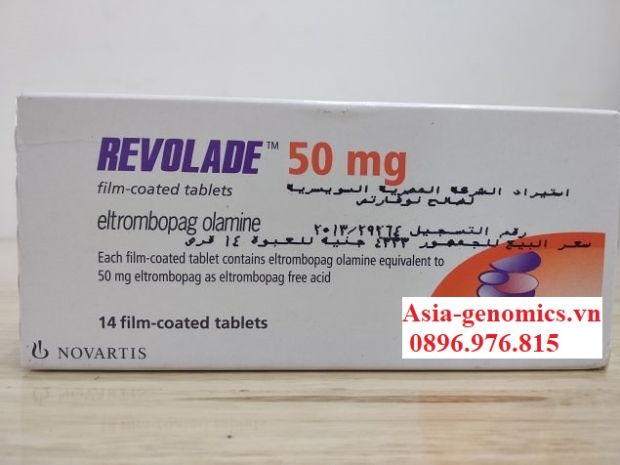 REVOLADE™ 50 mg
film-coated tablets
استيراد الشركة المصرية السويسرية
لصالح نوفارتس
eltrombopag olamine
رقم التسجيل ٢٠١٣/٢٩٢٦٤
سعر البيع للجمهور ٤٣٣٣ جنية للعبوة ١٤ قرص
Each film-coated tablet contains eltrombopag olamine equivalent to
50 mg eltrombopag as eltrombopag free acid
14 film-coated tablets
NOVARTIS
Asia-genomics.vn
0896.976.815